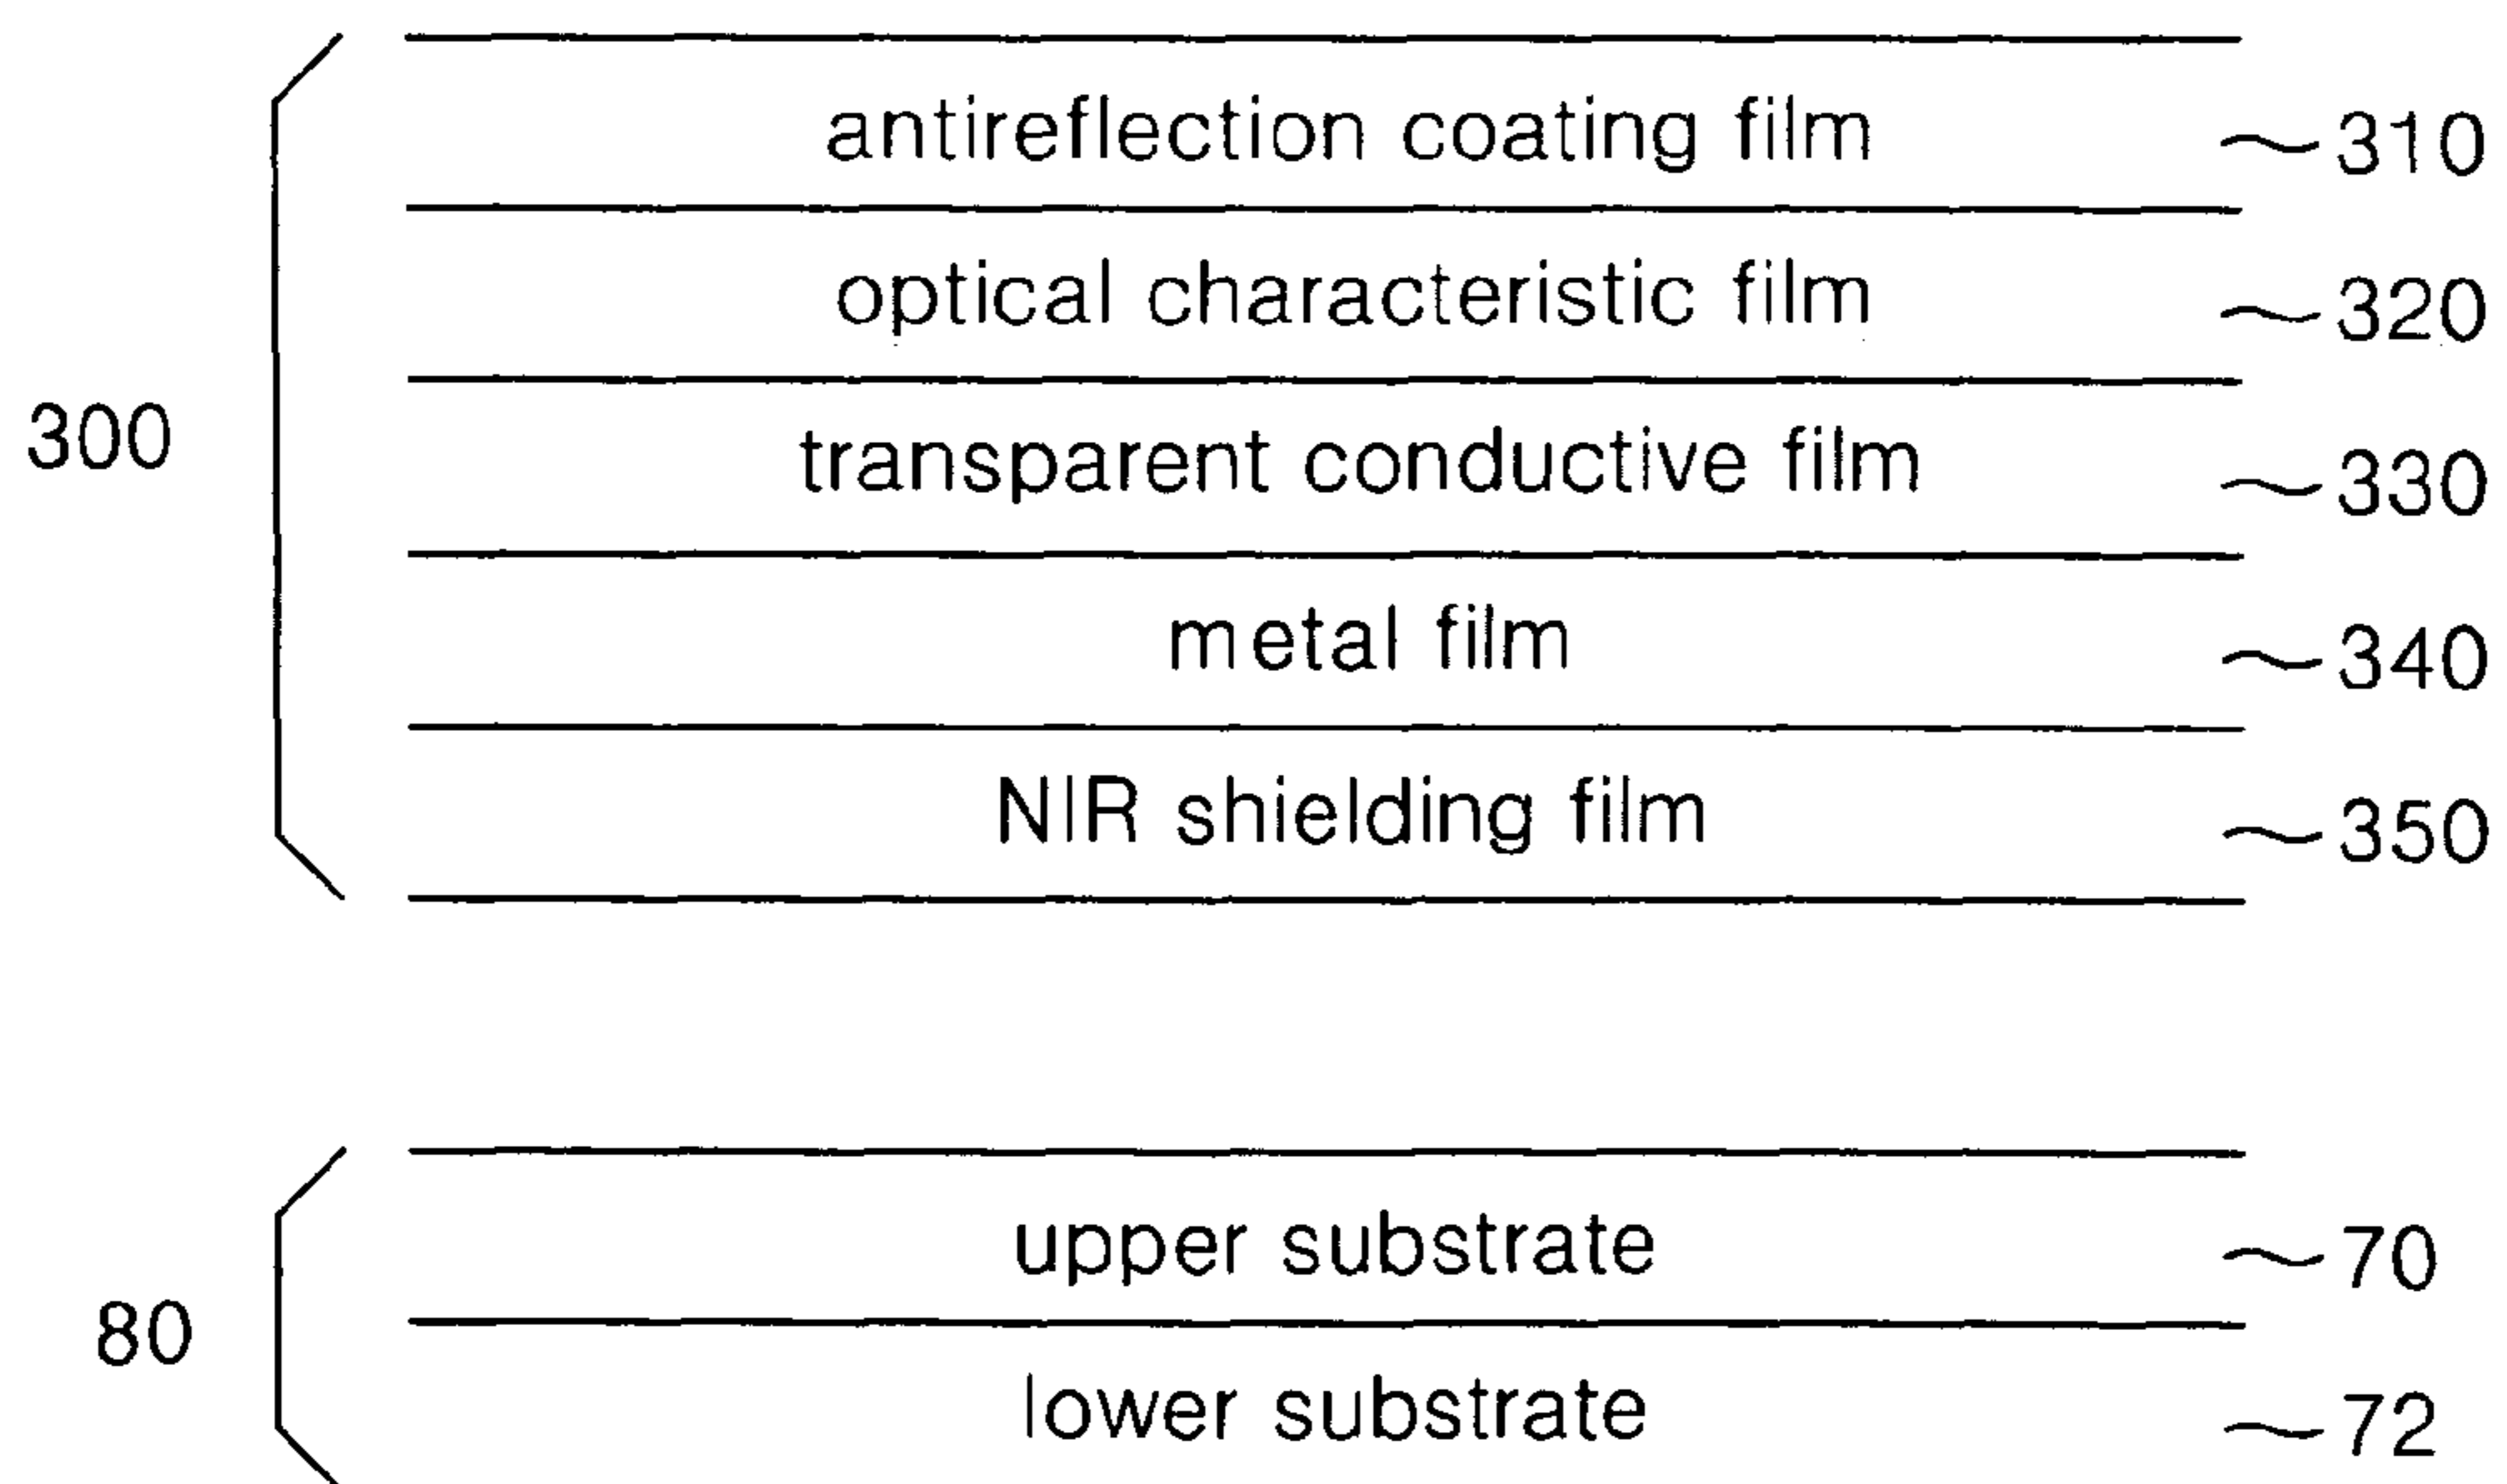 antireflection coating film ~310
optical characteristic film ~320
300
transparent conductive film ~330
metal film ~340
NIR shielding film ~350
upper substrate ~70
80
lower substrate ~72